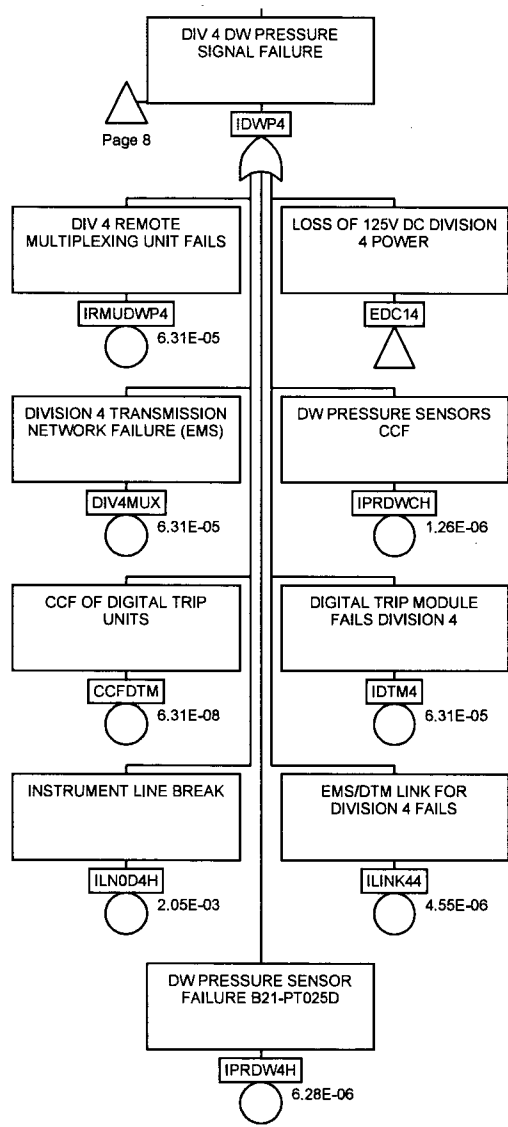 DIV 4 DW PRESSURE
SIGNAL FAILURE
Page 8
IDWP4
DIV 4 REMOTE
MULTIPLEXING UNIT FAILS
IRMUDWP4
6.31E-05
LOSS OF 125V DC DIVISION
4 POWER
EDC14
DIVISION 4 TRANSMISSION
NETWORK FAILURE (EMS)
DIV4MUX
6.31E-05
DW PRESSURE SENSORS
CCF
IPRDWCH
1.26E-06
CCF OF DIGITAL TRIP
UNITS
CCFDTM
6.31E-08
DIGITAL TRIP MODULE
FAILS DIVISION 4
IDTM4
6.31E-05
INSTRUMENT LINE BREAK
ILN0D4H
2.05E-03
EMS/DTM LINK FOR
DIVISION 4 FAILS
ILINK44
4.55E-06
DW PRESSURE SENSOR
FAILURE B21-PT025D
IPRDW4H
6.28E-06